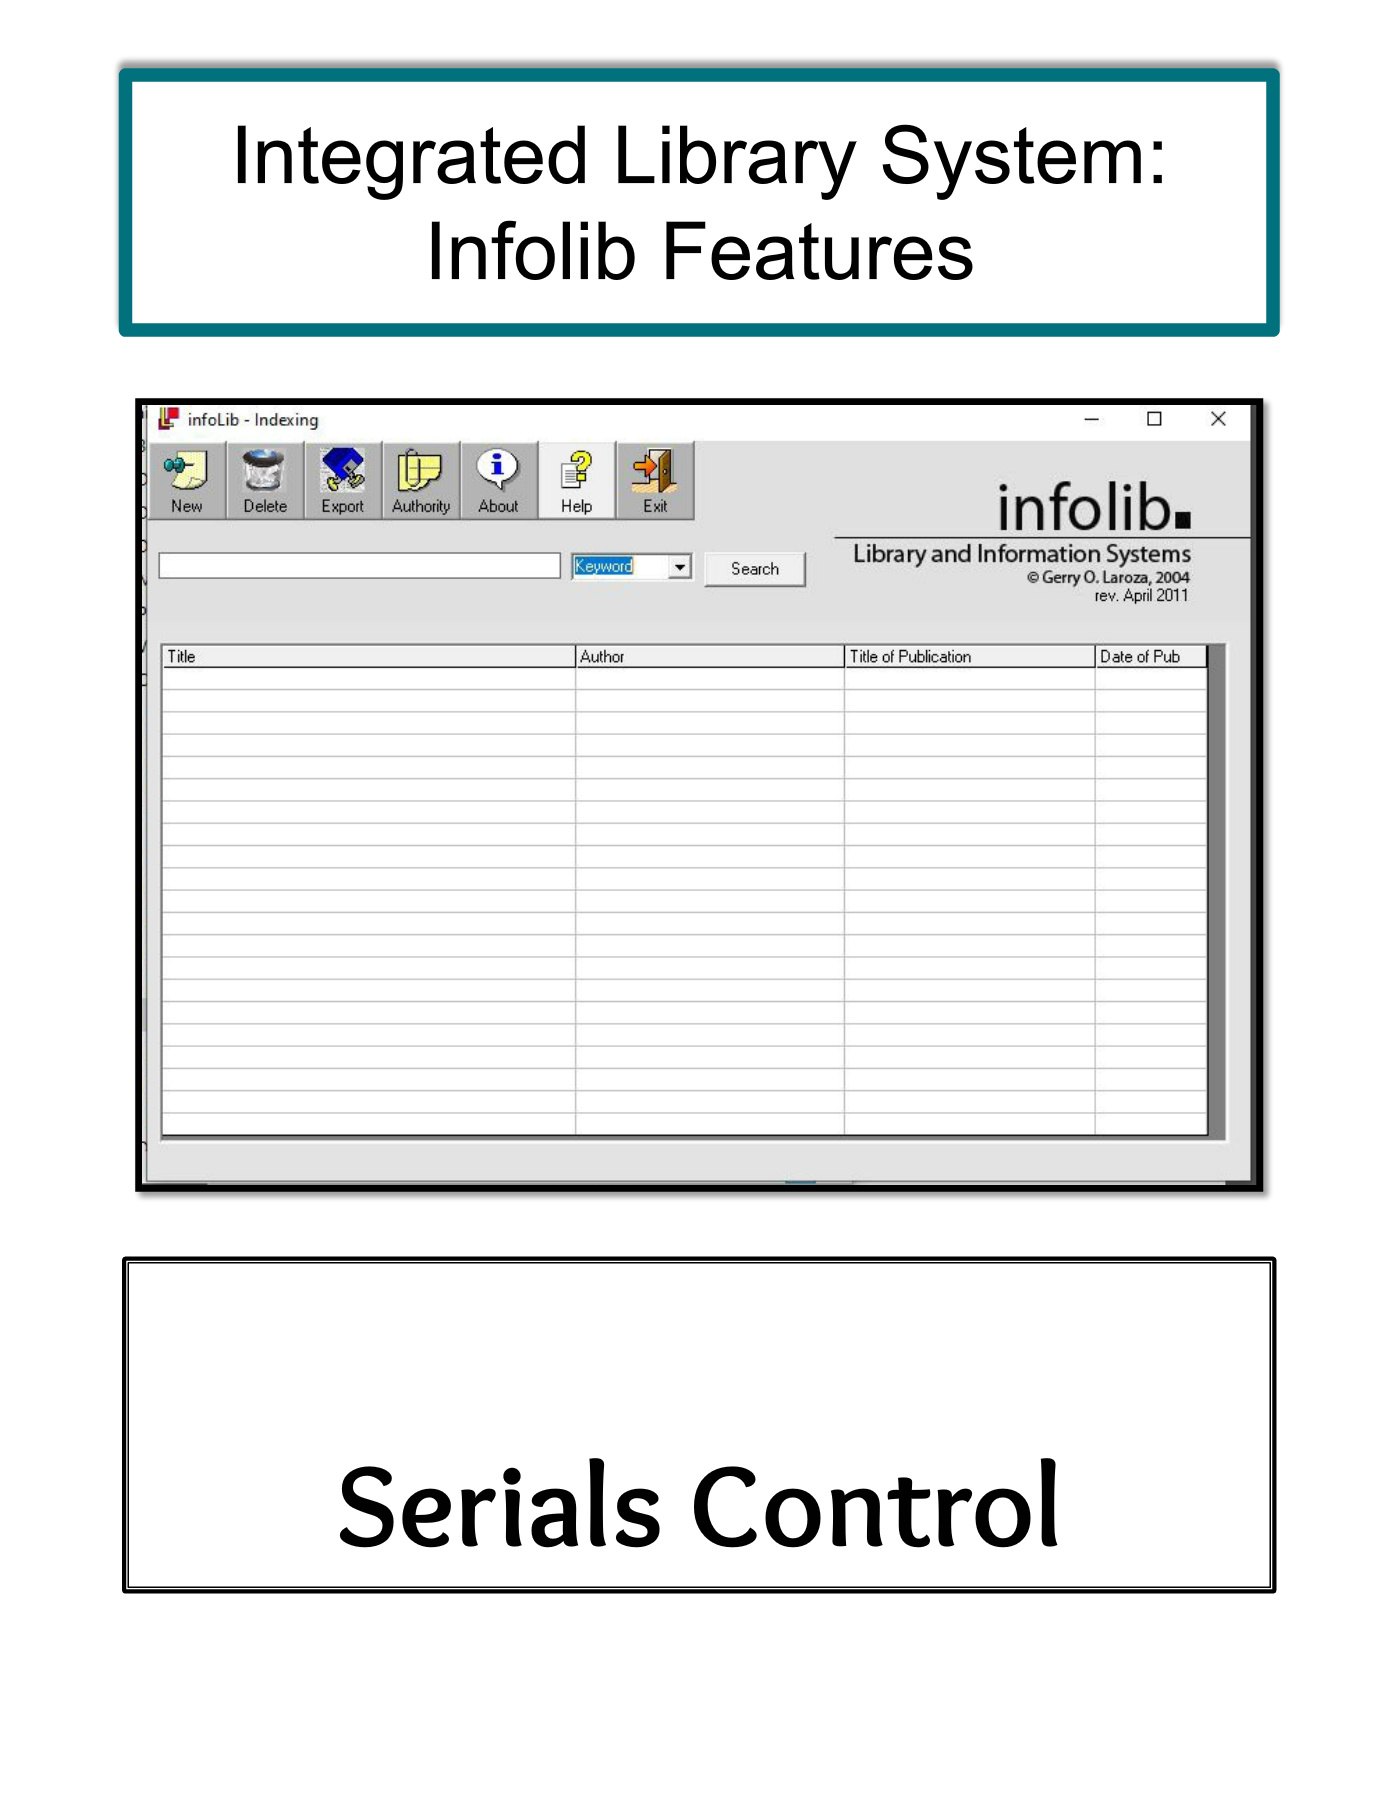 Integrated Library System:
Infolib Features
infoLib - Indexing
New Delete Export Authority About Help Exit
infolib.
Library and Information Systems
© Gerry O. Laroza, 2004
rev. April 2011
Keyword Search
Title Author Title of Publication Date of Pub
Serials Control